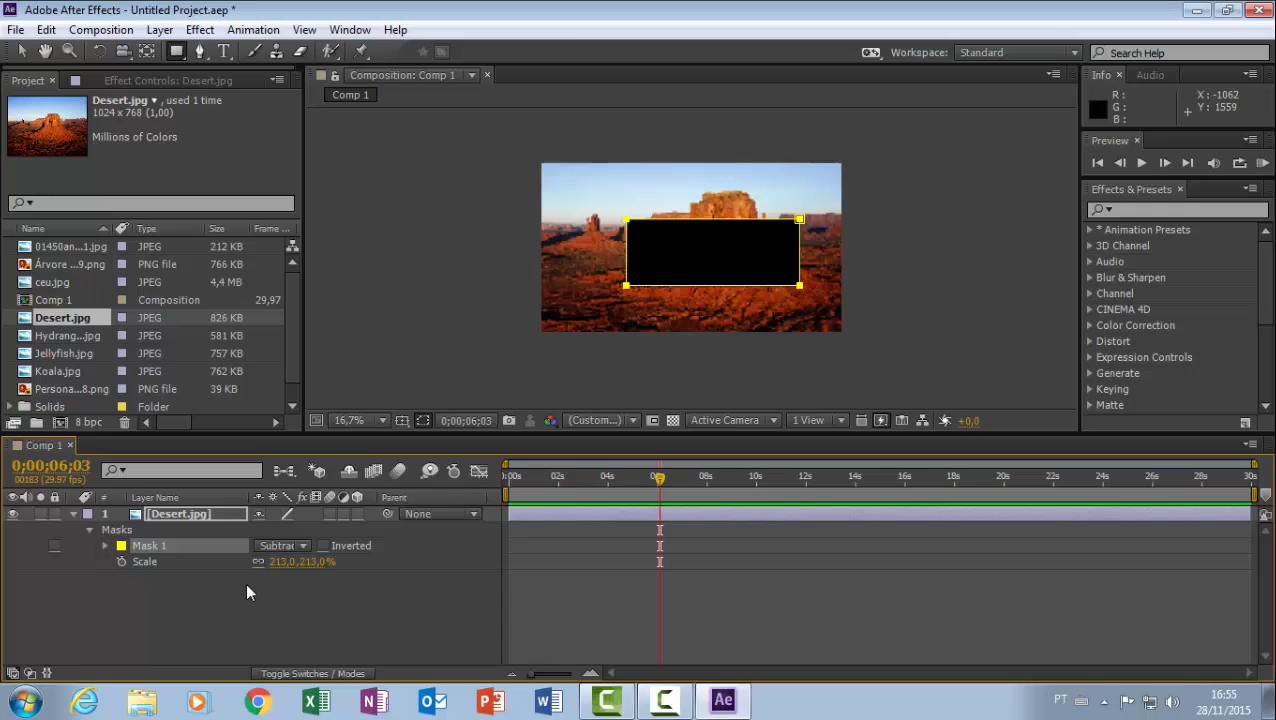 Adobe After Effects - Untitled Project.aep *
File Edit Composition Layer Effect Animation View Window Help
Workspace: Standard
Search Help
Project
Effect Controls: Desert.jpg
Composition: Comp 1
Info
Audio
Comp 1
Desert.jpg , used 1 time
1024 x 768 (1,00)
Millions of Colors
R :
G :
B :
X : -1062
Y : 1559
Preview
Effects & Presets
Name Type Size Frame ...
01450an...1.jpg JPEG 212 KB
Árvore ...9.png PNG file 766 KB
ceu.jpg JPEG 4,4 MB
Comp 1 Composition 29,97
Desert.jpg JPEG 826 KB
Hydrang...jpg JPEG 581 KB
Jellyfish.jpg JPEG 757 KB
Koala.jpg JPEG 762 KB
Persona...8.png PNG file 39 KB
Solids Folder
8 bpc
* Animation Presets
3D Channel
Audio
Blur & Sharpen
Channel
CINEMA 4D
Color Correction
Distort
Expression Controls
Generate
Keying
Matte
16,7% 0;00;06;03 (Custom...) Active Camera 1 View +0,0
Comp 1
0;00;06;03
00183 (29.97 fps)
:00s 02s 04s 08s 10s 12s 14s 16s 18s 20s 22s 24s 26s 28s 30s
# Layer Name Parent
1 [Desert.jpg] None
Masks
Mask 1 Subtrac Inverted
Scale 213,0,213,0%
Toggle Switches / Modes
PT
16:55
28/11/2015